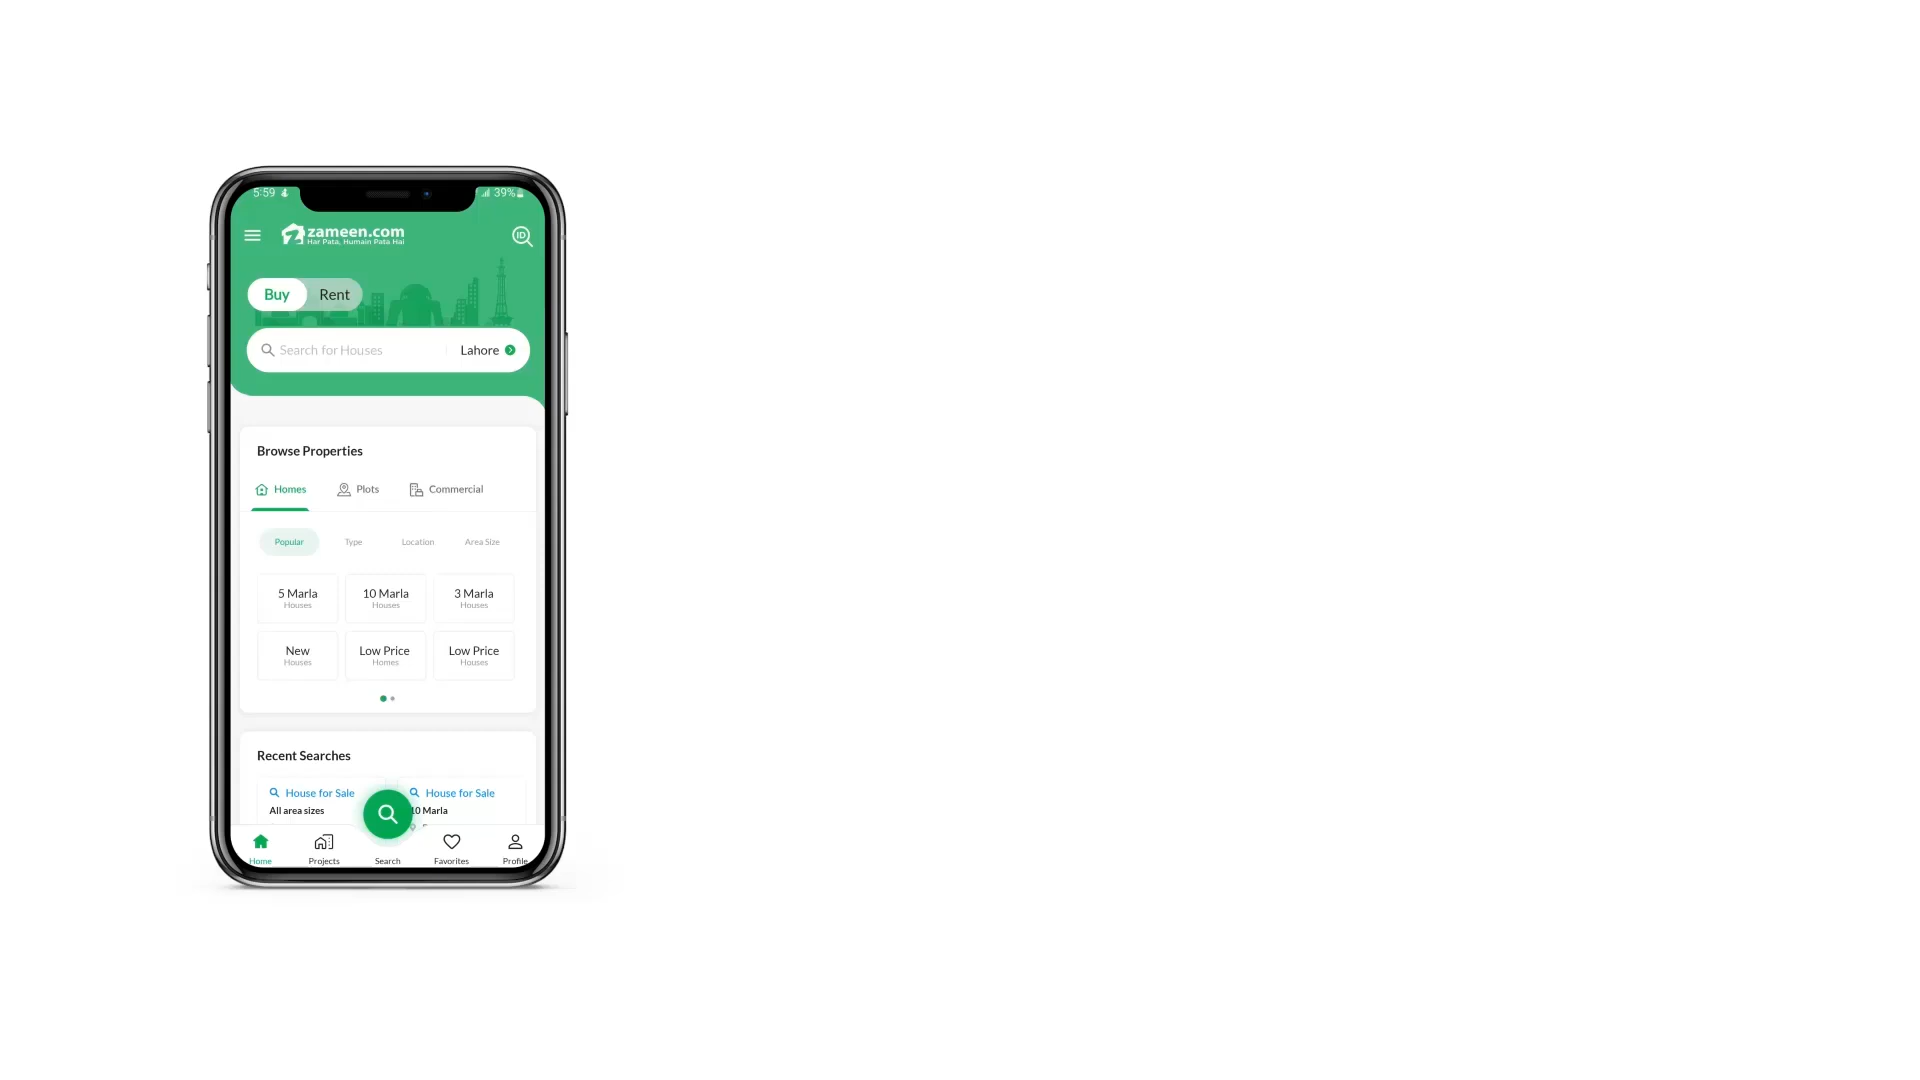 5:59
39%
zameen.com
Har Pata, Humain Pata Hai
ID
Buy Rent
Search for Houses Lahore
Browse Properties
Homes Plots Commercial
Popular Type Location Area Size
5 Marla 10 Marla 3 Marla
Houses Houses Houses
New Low Price Low Price
Houses Homes Houses
Recent Searches
House for Sale House for Sale
All area sizes 10 Marla
Home Projects Search Favorites Profile